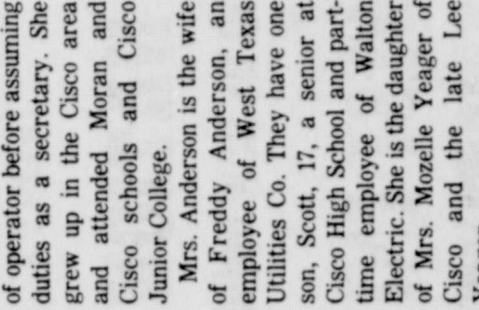 of operator before assuming
duties as a secretary. She
grew up in the Cisco area
and attended Moran and
Cisco schools and Cisco
Junior College.
Mrs. Anderson is the wife
of Freddy Anderson, an
employee of West Texas
Utilities Co. They have one
son, Scott, 17, a senior at
Cisco High School and part-
time employee of Walton
Electric. She is the daughter
of Mrs. Mozelle Yeager of
Cisco and the late Lee